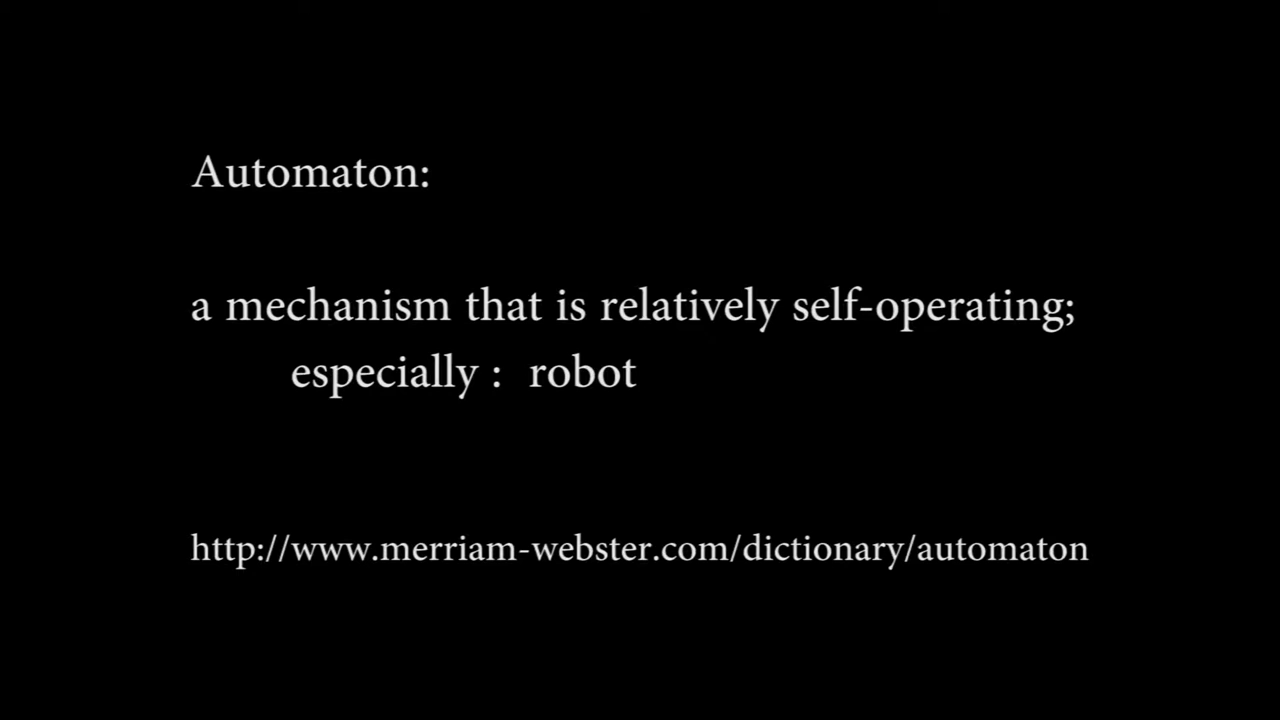 Automaton:
a mechanism that is relatively self-operating;
especially : robot
http://www.merriam-webster.com/dictionary/automaton